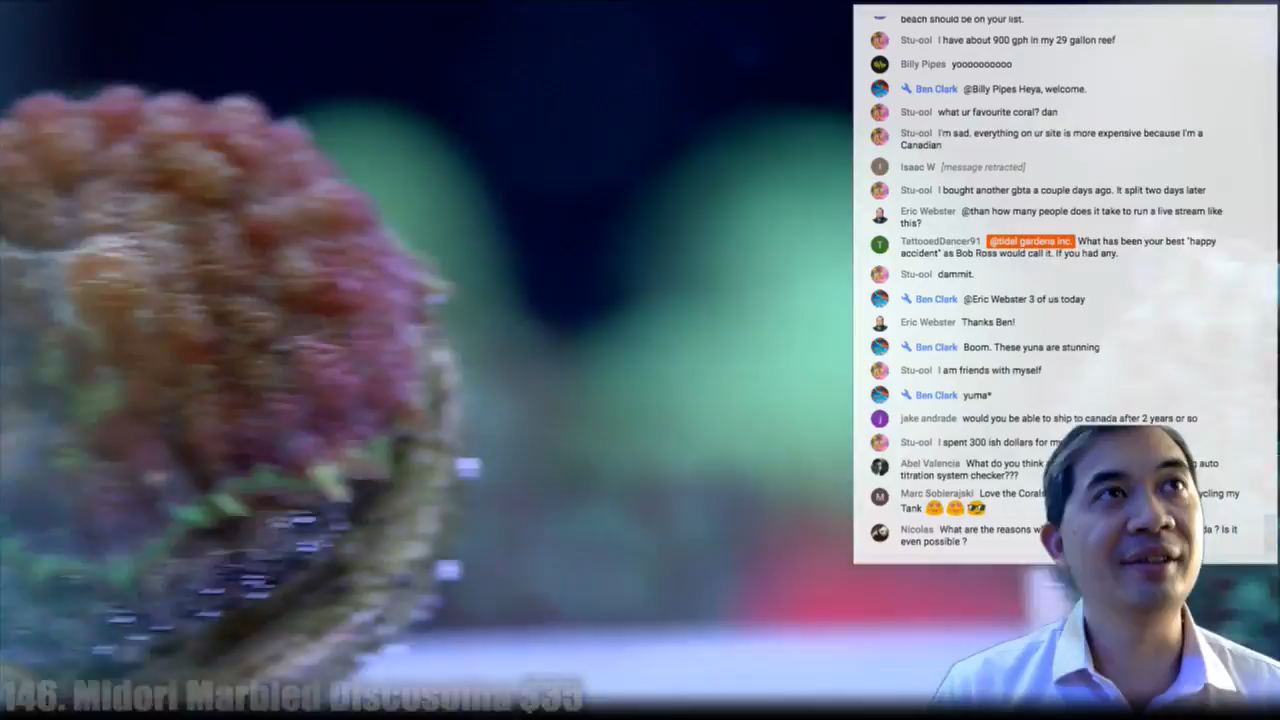 beach should be on your list.
Stu-ool I have about 900 gph in my 29 gallon reef
Billy Pipes yoooooooooo
Ben Clark @Billy Pipes Heya, welcome.
Stu-ool what ur favourite coral? dan
Stu-ool I'm sad. everything on ur site is more expensive because I'm a
Canadian
Isaac W [message retracted]
Stu-ool I bought another gbta a couple days ago. It split two days later
Eric Webster @than how many people does it take to run a live stream like
this?
T TattooedDancer91 @tidal gardens inc. What has been your best "happy
accident" as Bob Ross would call it. If you had any.
Stu-ool dammit.
Ben Clark @Eric Webster 3 of us today
Eric Webster Thanks Ben!
Ben Clark Boom. These yuna are stunning
Stu-ool I am friends with myself
Ben Clark yuma*
j jake andrade would you be able to ship to canada after 2 years or so
Stu-ool I spent 300 ish dollars for my
Abel Valencia What do you think auto
titration system checker???
M Marc Sobierajski Love the Corals ycling my
Tank
Nicolas What are the reasons w da ? Is it
even possible ?
146. Midori Marbled Discosoma $35